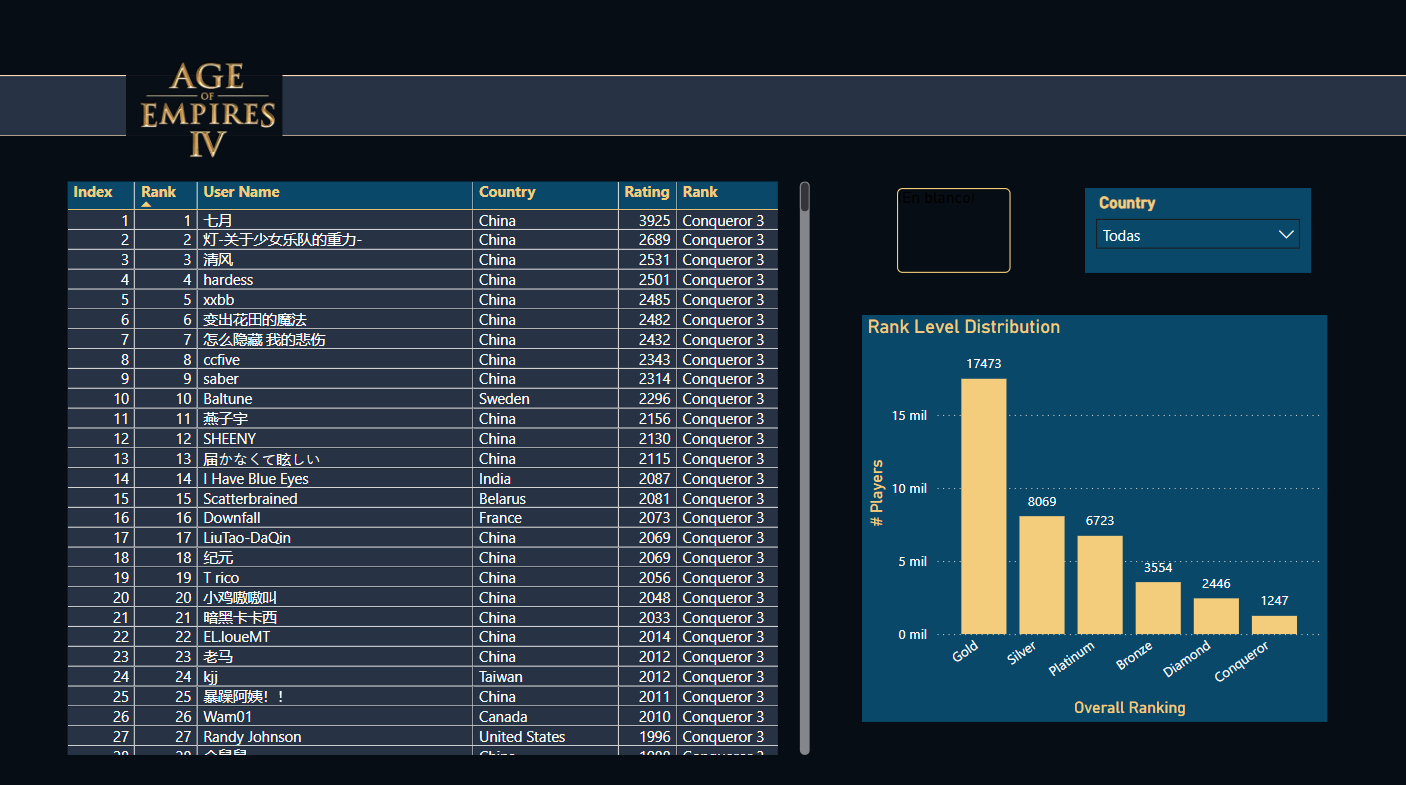 AGE
OF
EMPIRES
IV
Index Rank User Name Country Rating Rank
1 1 七月 China 3925 Conqueror 3
2 2 灯-关于少女乐队的重力- China 2689 Conqueror 3
3 3 清风 China 2531 Conqueror 3
4 4 hardess China 2501 Conqueror 3
5 5 xxbb China 2485 Conqueror 3
6 6 变出花田的魔法 China 2482 Conqueror 3
7 7 怎么隐藏 我的悲伤 China 2432 Conqueror 3
8 8 ccfive China 2343 Conqueror 3
9 9 saber China 2314 Conqueror 3
10 10 Baltune Sweden 2296 Conqueror 3
11 11 燕子宇 China 2156 Conqueror 3
12 12 SHEENY China 2130 Conqueror 3
13 13 届かなくて眩しい China 2115 Conqueror 3
14 14 I Have Blue Eyes India 2087 Conqueror 3
15 15 Scatterbrained Belarus 2081 Conqueror 3
16 16 Downfall France 2073 Conqueror 3
17 17 LiuTao-DaQin China 2069 Conqueror 3
18 18 纪元 China 2069 Conqueror 3
19 19 T rico China 2056 Conqueror 3
20 20 小鸡嗷嗷叫 China 2048 Conqueror 3
21 21 暗黑卡卡西 China 2033 Conqueror 3
22 22 EL.loueMT China 2014 Conqueror 3
23 23 老马 China 2012 Conqueror 3
24 24 kjj Taiwan 2012 Conqueror 3
25 25 暴躁阿姨！！ China 2011 Conqueror 3
26 26 Wam01 Canada 2010 Conqueror 3
27 27 Randy Johnson United States 1996 Conqueror 3
28 28 China Conqueror 3
(En blanco)
Country
Todas
Rank Level Distribution
# Players
15 mil
10 mil
5 mil
0 mil
17473
8069
6723
3554
2446
1247
Gold
Silver
Platinum
Bronze
Diamond
Conqueror
Overall Ranking